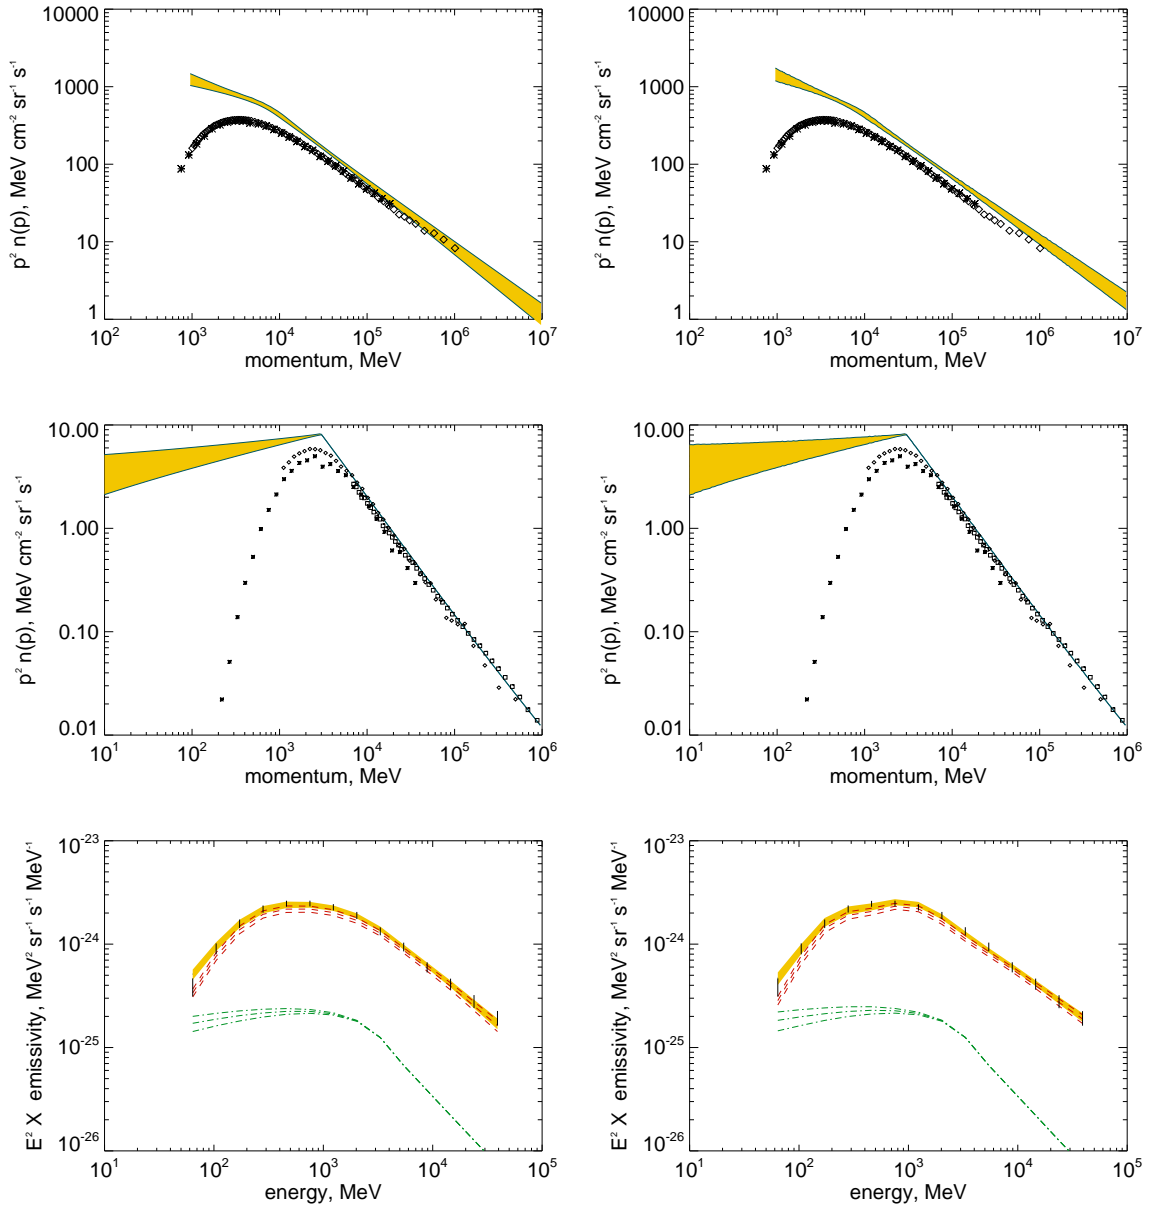 10000
1000
100
10
1
p² n(p), MeV cm⁻² sr⁻¹ s⁻¹
10² 10³ 10⁴ 10⁵ 10⁶ 10⁷
momentum, MeV
10000
1000
100
10
1
p² n(p), MeV cm⁻² sr⁻¹ s⁻¹
10² 10³ 10⁴ 10⁵ 10⁶ 10⁷
momentum, MeV
10.00
1.00
0.10
0.01
p² n(p), MeV cm⁻² sr⁻¹ s⁻¹
10¹ 10² 10³ 10⁴ 10⁵ 10⁶
momentum, MeV
10.00
1.00
0.10
0.01
p² n(p), MeV cm⁻² sr⁻¹ s⁻¹
10¹ 10² 10³ 10⁴ 10⁵ 10⁶
momentum, MeV
10⁻²³
10⁻²⁴
10⁻²⁵
10⁻²⁶
E² X emissivity, MeV² sr⁻¹ s⁻¹ MeV⁻¹
10¹ 10² 10³ 10⁴ 10⁵
energy, MeV
10⁻²³
10⁻²⁴
10⁻²⁵
10⁻²⁶
E² X emissivity, MeV² sr⁻¹ s⁻¹ MeV⁻¹
10¹ 10² 10³ 10⁴ 10⁵
energy, MeV